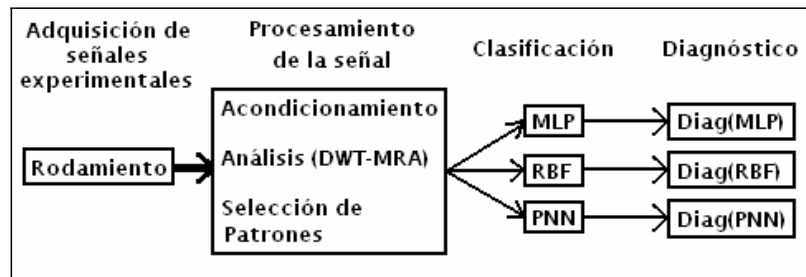 Adquisición de
señales
experimentales
Procesamiento
de la señal
Clasificación
Diagnóstico
Rodamiento
Acondicionamiento
Análisis (DWT-MRA)
Selección de
Patrones
MLP
RBF
PNN
Diag(MLP)
Diag(RBF)
Diag(PNN)